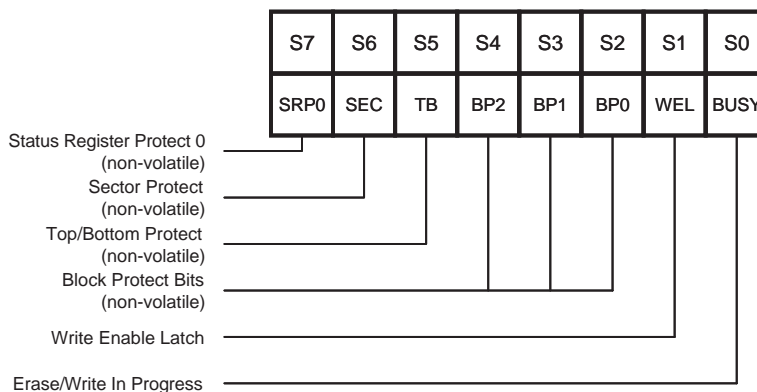 S7 S6 S5 S4 S3 S2 S1 S0
SRP0 SEC TB BP2 BP1 BP0 WEL BUSY
Status Register Protect 0
(non-volatile)
Sector Protect
(non-volatile)
Top/Bottom Protect
(non-volatile)
Block Protect Bits
(non-volatile)
Write Enable Latch
Erase/Write In Progress